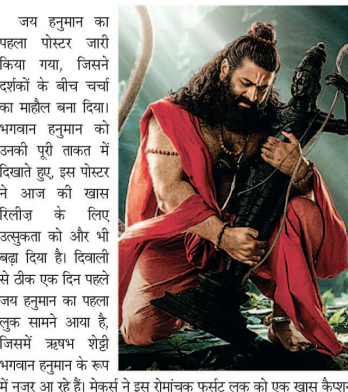 जय हनुमान का
पहला पोस्टर जारी
किया गया, जिसने
दर्शकों के बीच चर्चा
का माहौल बना दिया।
भगवान हनुमान को
उनकी पूरी ताकत में
दिखाते हुए, इस पोस्टर
ने आज की खास
रिलीज़ के लिए
उत्सुकता को और भी
बढ़ा दिया है। दिवाली
से ठीक एक दिन पहले
जय हनुमान का पहला
लुक सामने आया है,
जिसमें ऋषभ शेट्टी
भगवान हनुमान के रूप
में नजर आ रहे हैं। मेकर्स ने इस रोमांचक फर्स्ट लुक को एक खास कैप्शन